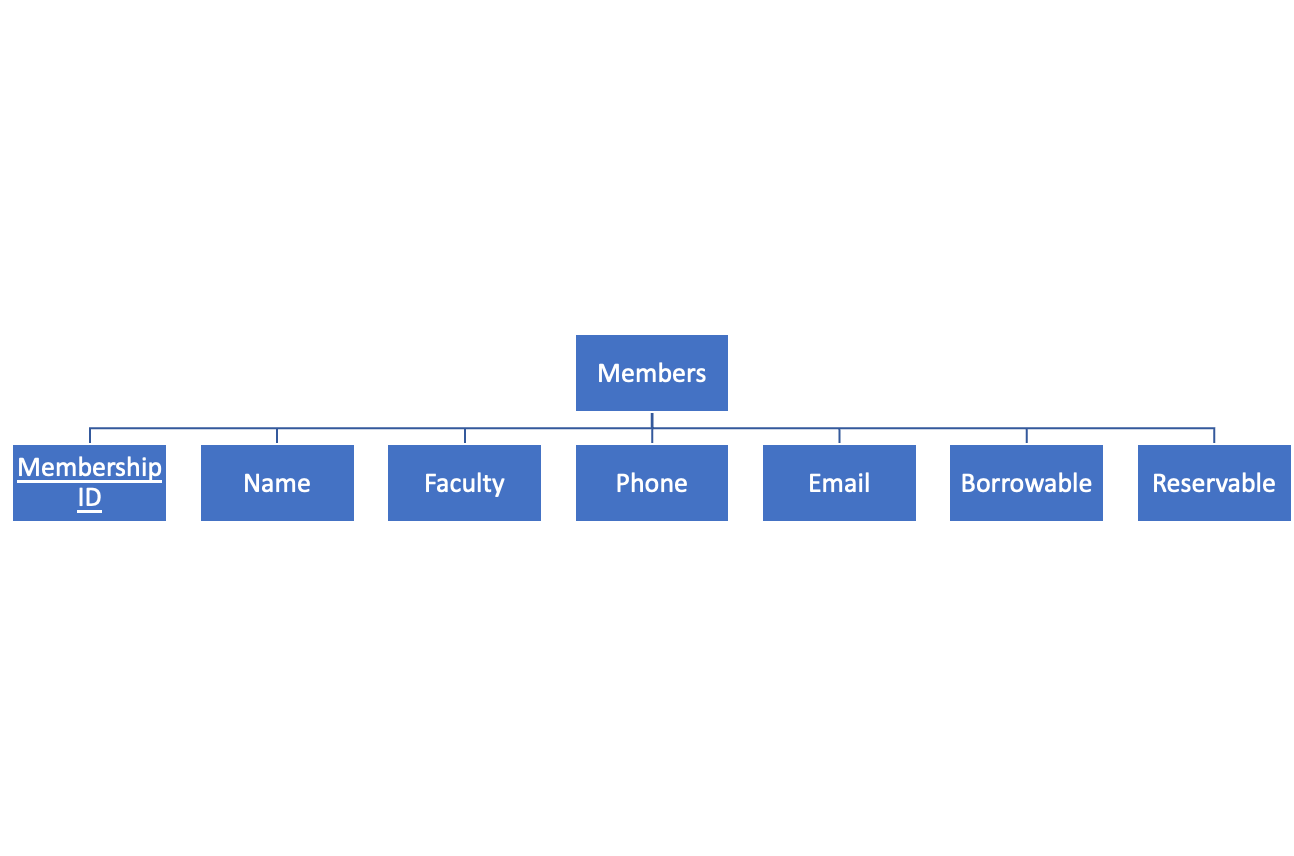 Members
Membership
ID
Name
Faculty
Phone
Email
Borrowable
Reservable